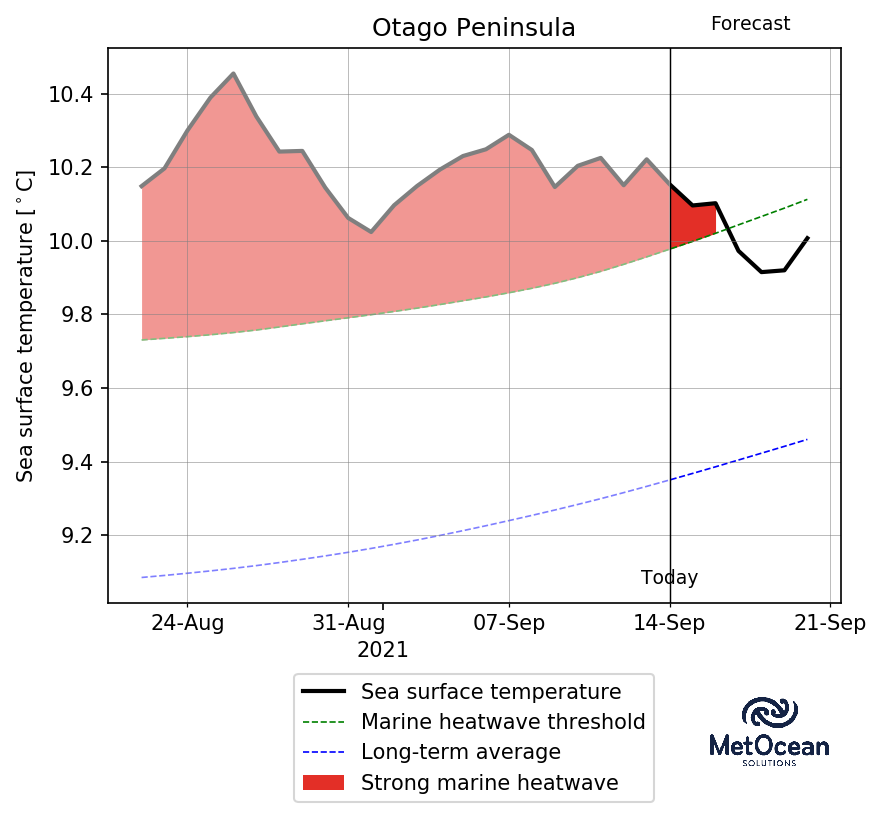 Otago Peninsula
Forecast
Sea surface temperature [ ° C]
10.4
10.2
10.0
9.8
9.6
9.4
9.2
Today
24-Aug
31-Aug
07-Sep
14-Sep
21-Sep
2021
Sea surface temperature
Marine heatwave threshold
Long-term average
Strong marine heatwave
MetOcean
SOLUTIONS